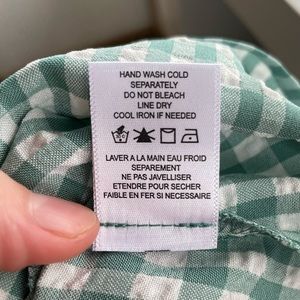 HAND WASH COLD
SEPARATELY
DO NOT BLEACH
LINE DRY
COOL IRON IF NEEDED
LAVER A LA MAIN EAU FROID
SEPAREMENT
NE PAS JAVELLISER
ETENDRE POUR SECHER
FAIBLE EN FER SI NECESSAIRE